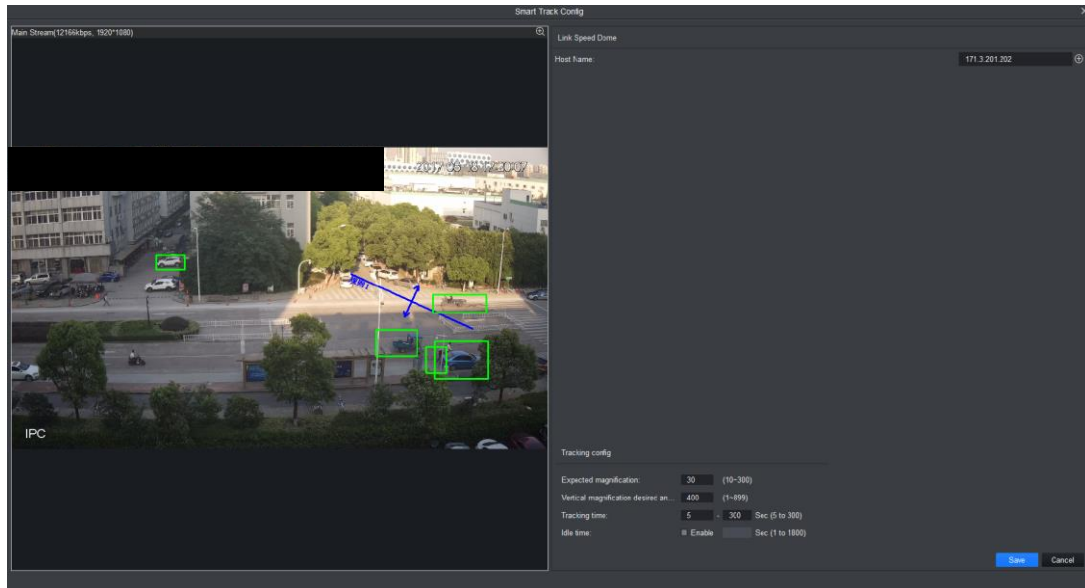 Smart Track Config
Main Stream(12166kbps, 1920*1080)
Link Speed Dome
Host Name:
171.3.201.202
IPC
Tracking config
Expected magnification: 30 (10~300)
Vertical magnification desired an... 400 (1~899)
Tracking time: 5 - 300 Sec (5 to 300)
Idle time: Enable Sec (1 to 1800)
Save Cancel